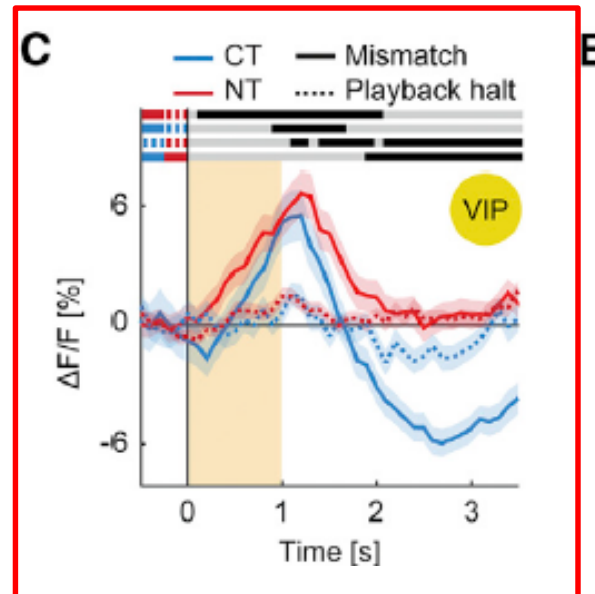 C
CT Mismatch
NT Playback halt
VIP
6
0
-6
ΔF/F [%]
0 1 2 3
Time [s]